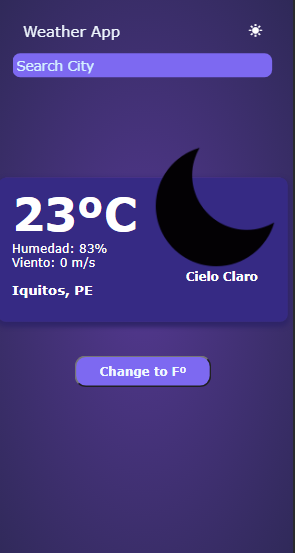 Weather App
Search City
23ºC
Humedad: 83%
Viento: 0 m/s
Cielo Claro
Iquitos, PE
Change to Fº